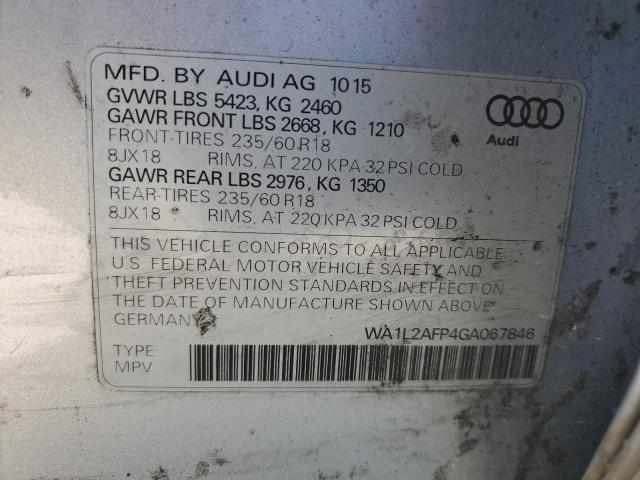 MFD. BY AUDI AG 1015
GVWR LBS 5423, KG 2460
GAWR FRONT LBS 2668, KG 1210
FRONT-TIRES 235/60 R18
8JX18 RIMS, AT 220 KPA 32 PSI COLD
GAWR REAR LBS 2976, KG 1350
REAR-TIRES 235/60 R18
8JX18 RIMS, AT 220 KPA 32 PSI COLD
Audi
THIS VEHICLE CONFORMS TO ALL APPLICABLE
U.S. FEDERAL MOTOR VEHICLE SAFETY AND
THEFT PREVENTION STANDARDS IN EFFECT ON
THE DATE OF MANUFACTURE SHOWN ABOVE
GERMANY
WA1L2AFP4GA067846
TYPE:
MPV